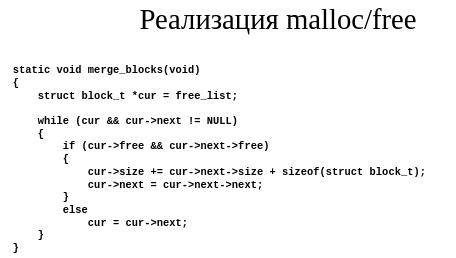 Реализация malloc/free
static void merge_blocks(void)
{
    struct block_t *cur = free_list;
    while (cur && cur->next != NULL)
    {
        if (cur->free && cur->next->free)
        {
            cur->size += cur->next->size + sizeof(struct block_t);
            cur->next = cur->next->next;
        }
        else
            cur = cur->next;
    }
}